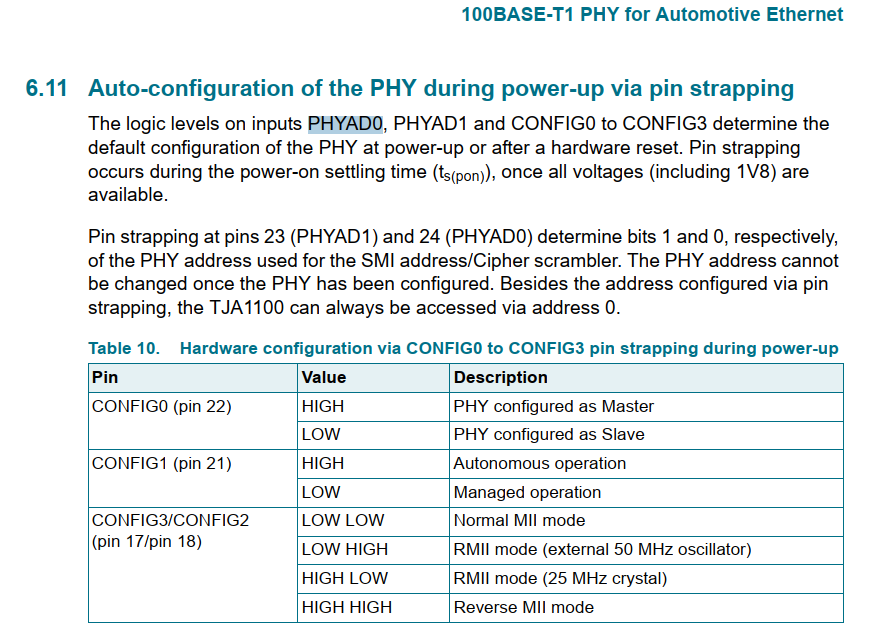 100BASE-T1 PHY for Automotive Ethernet
6.11 Auto-configuration of the PHY during power-up via pin strapping
The logic levels on inputs PHYAD0, PHYAD1 and CONFIG0 to CONFIG3 determine the
default configuration of the PHY at power-up or after a hardware reset. Pin strapping
occurs during the power-on settling time (ts(pon)), once all voltages (including 1V8) are
available.
Pin strapping at pins 23 (PHYAD1) and 24 (PHYAD0) determine bits 1 and 0, respectively,
of the PHY address used for the SMI address/Cipher scrambler. The PHY address cannot
be changed once the PHY has been configured. Besides the address configured via pin
strapping, the TJA1100 can always be accessed via address 0.
Table 10. Hardware configuration via CONFIG0 to CONFIG3 pin strapping during power-up
Pin Value Description
CONFIG0 (pin 22) HIGH PHY configured as Master
LOW PHY configured as Slave
CONFIG1 (pin 21) HIGH Autonomous operation
LOW Managed operation
CONFIG3/CONFIG2 LOW LOW Normal MII mode
(pin 17/pin 18)
LOW HIGH RMII mode (external 50 MHz oscillator)
HIGH LOW RMII mode (25 MHz crystal)
HIGH HIGH Reverse MII mode